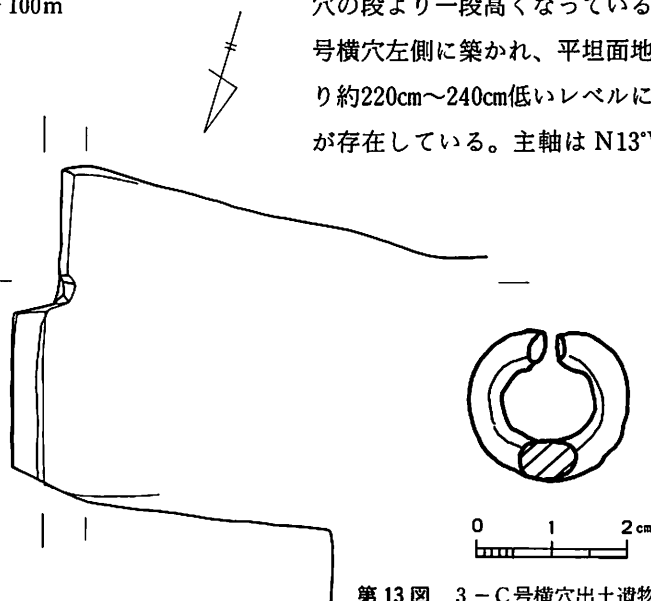 100m
穴の段より一段高くなっている
号横穴左側に築かれ、平坦面地
り約220cm～240cm低いレベルに
が存在している。主軸は N13°
0 1 2cm
第13図 3－C号横穴出土遺物